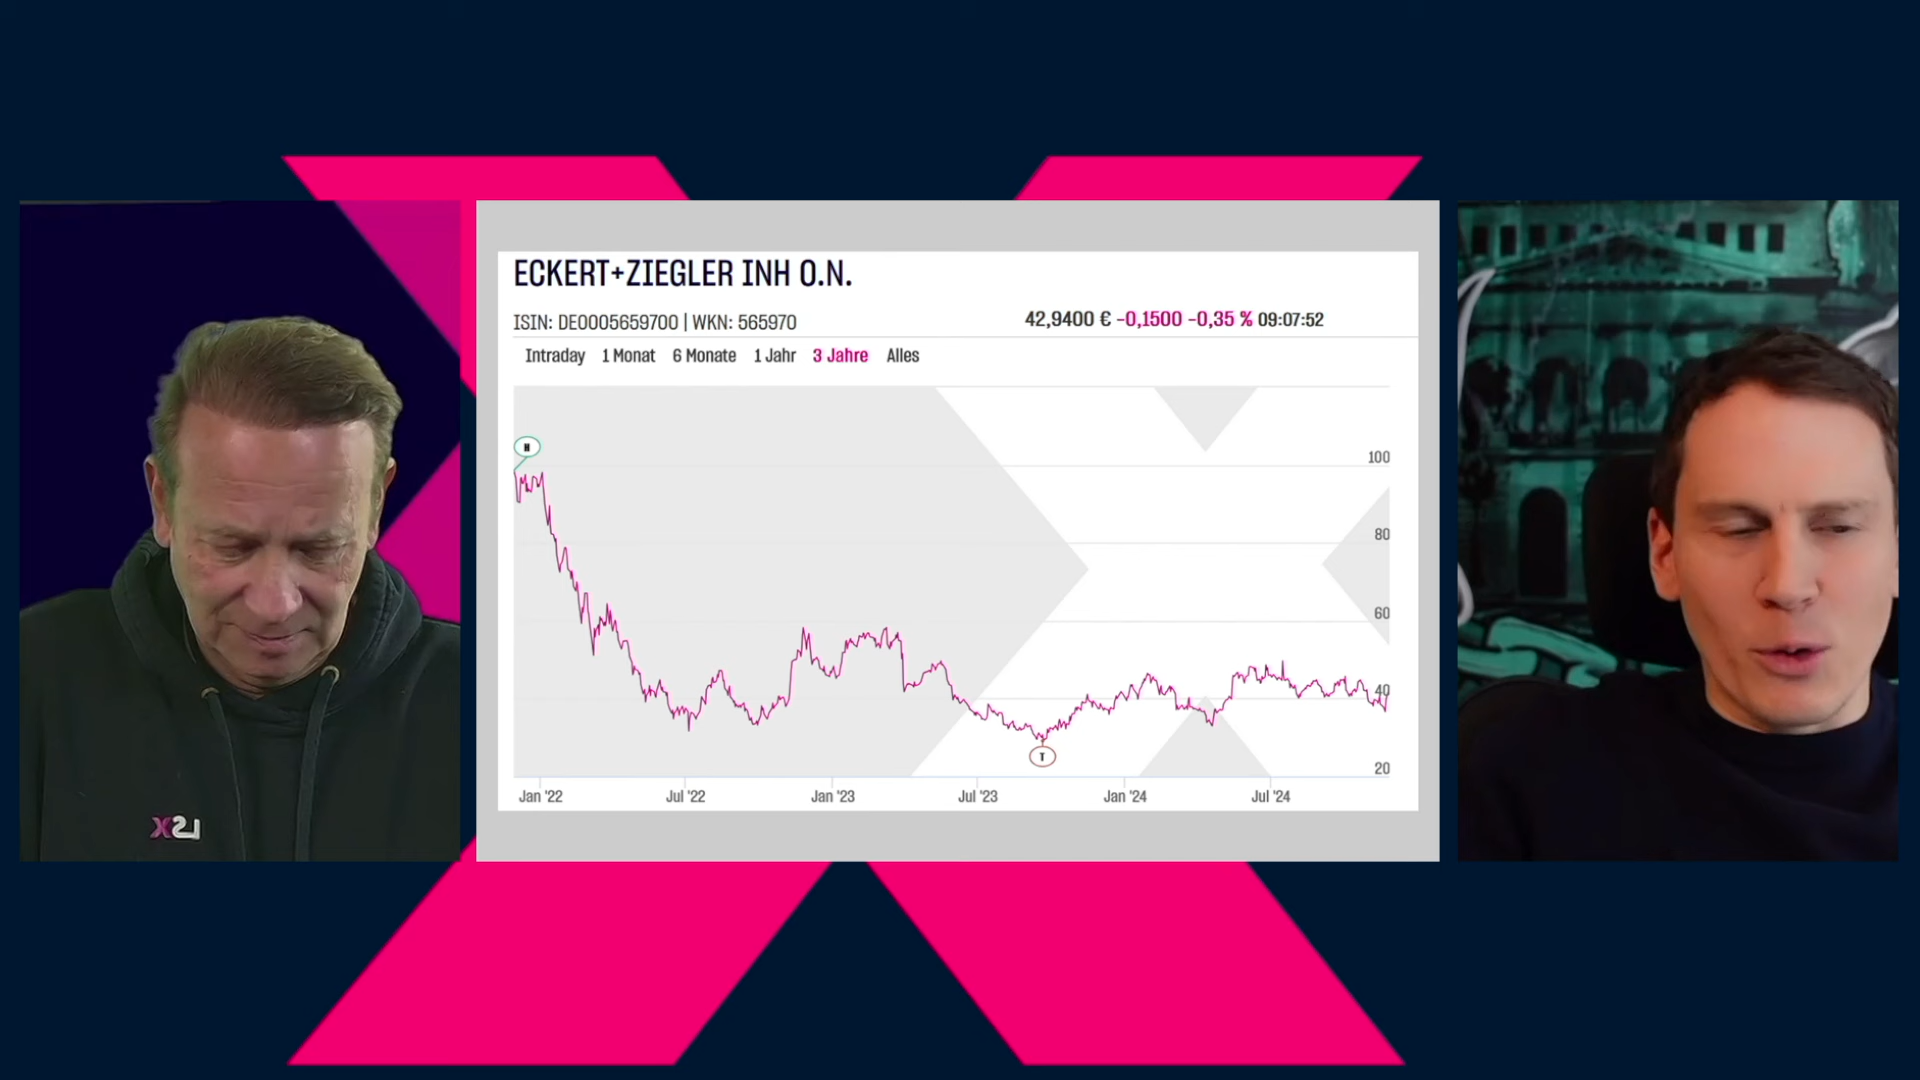 ECKERT+ZIEGLER INH O.N.
ISIN: DE0005659700 | WKN: 565970
42,9400 € -0,1500 -0,35 % 09:07:52
Intraday 1 Monat 6 Monate 1 Jahr 3 Jahre Alles
H
100
80
60
40
20
T
Jan '22 Jul '22 Jan '23 Jul '23 Jan '24 Jul '24
LSX